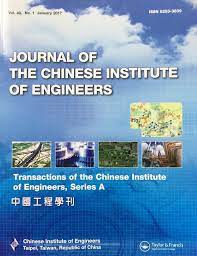 Vol. 40, No. 1 January 2017
ISSN 0253-3839
JOURNAL OF
THE CHINESE INSTITUTE
OF ENGINEERS
Transactions of the Chinese Institute
of Engineers, Series A
中國工程學刊
Chinese Institute of Engineers
Taipei, Taiwan, Republic of China
Taylor & Francis